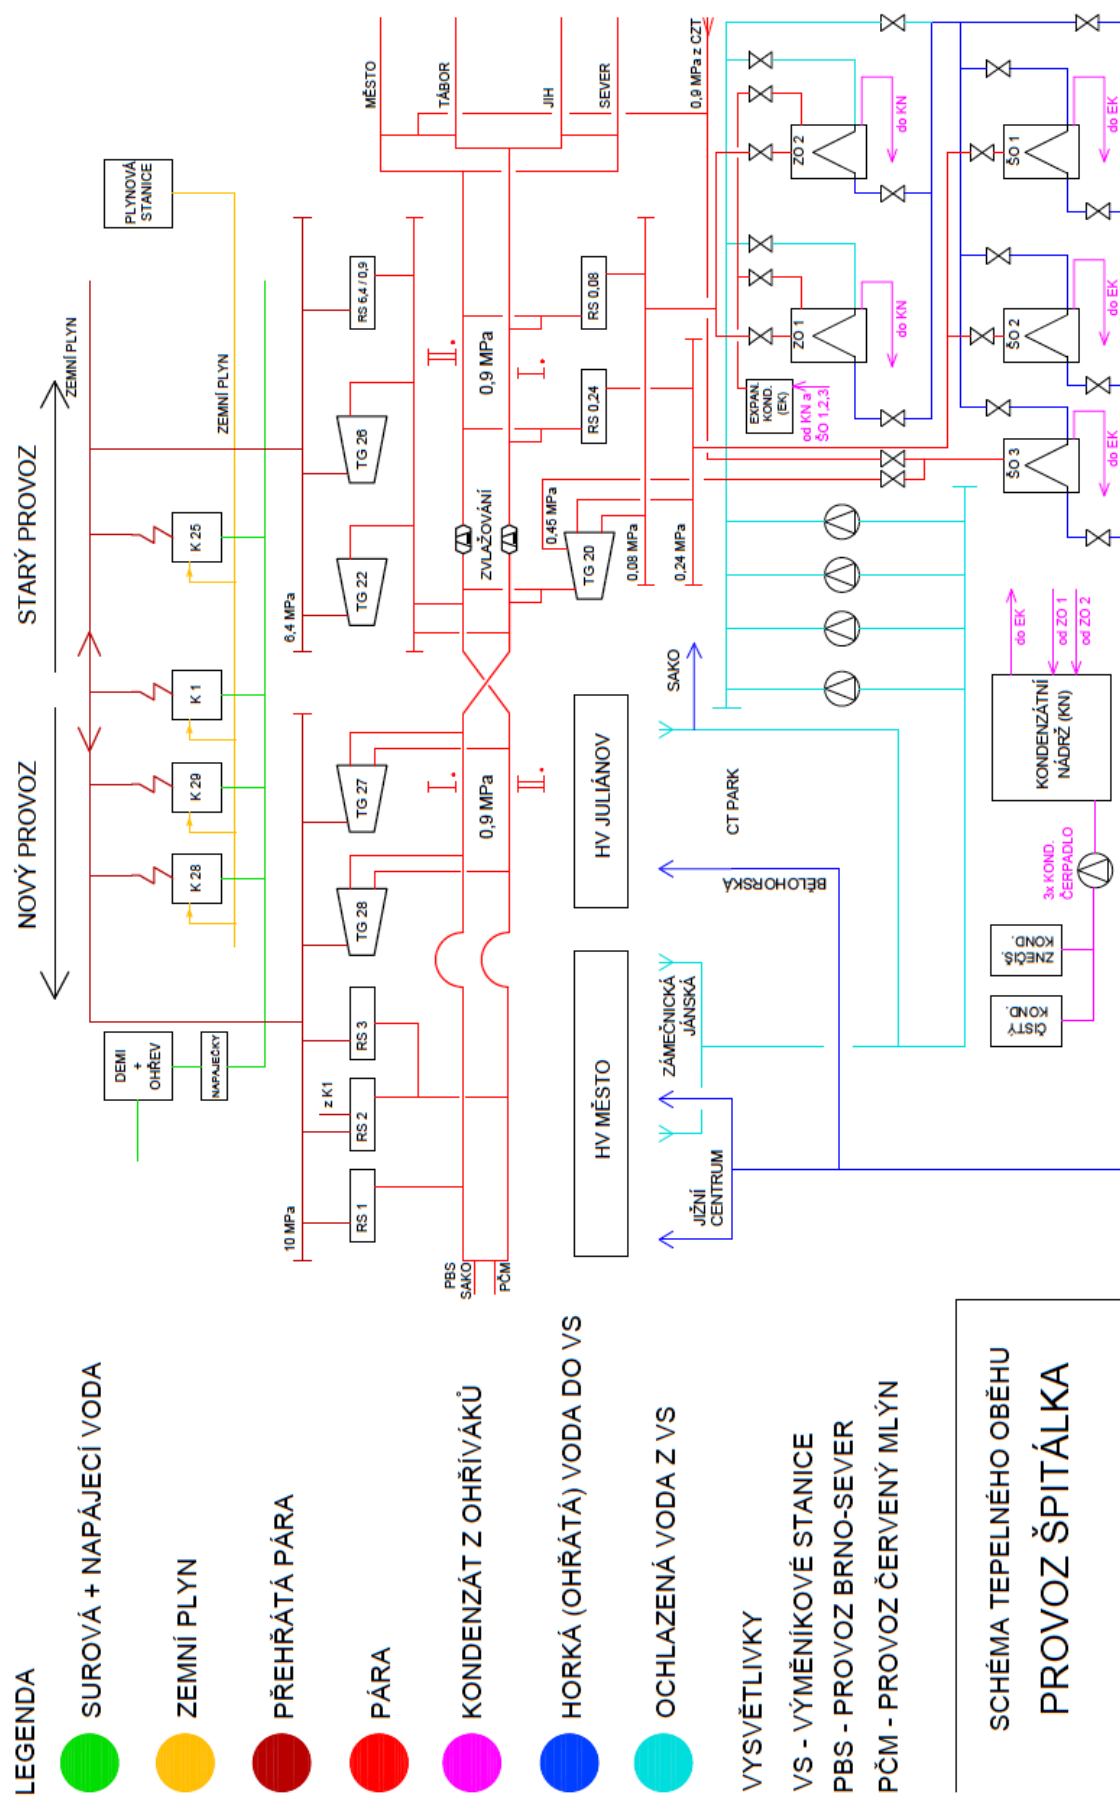 NOVÝ PROVOZ
STARÝ PROVOZ
ZEMNÍ PLYN
ZEMNÍ PLYN
PLYNOVÁ
STANICE
DEMI
+
OHŘEV
NAPÁJEČKY
K 28
K 29
K 1
K 25
10 MPa
6,4 MPa
RS 1
RS 2
z K1
RS 3
TG 28
TG 27
TG 22
TG 26
RS 6,4 / 0,9
PBS
SAKO
PČM
I.
II.
0,9 MPa
II.
I.
0,9 MPa
ZVLAŽOVÁNÍ
MĚSTO
TÁBOR
JIH
SEVER
0,9 MPa z CZT
TG 20
0,45 MPa
0,08 MPa
0,24 MPa
RS 0,24
RS 0,08
HV MĚSTO
HV JULIÁNOV
JIŽNÍ
CENTRUM
ZÁMEČNICKÁ
JÁNSKÁ
BĚLOHORSKÁ
SAKO
CT PARK
EXPAN.
KOND.
(EK)
od KN a
ŠO 1,2,3
ZO 1
do KN
ZO 2
do KN
ŠO 3
do EK
ŠO 2
do EK
ŠO 1
do EK
ČISTÝ
KOND.
ZNEČIŠ.
KOND.
3x KOND.
ČERPADLO
KONDENZÁTNÍ
NÁDRŽ (KN)
do EK
od ZO 1
od ZO 2
LEGENDA
SUROVÁ + NAPÁJECÍ VODA
ZEMNÍ PLYN
PŘEHŘÁTÁ PÁRA
PÁRA
KONDENZÁT Z OHŘÍVÁKŮ
HORKÁ (OHŘÁTÁ) VODA DO VS
OCHLAZENÁ VODA Z VS
VYSVĚTLIVKY
VS - VÝMĚNÍKOVÉ STANICE
PBS - PROVOZ BRNO-SEVER
PČM - PROVOZ ČERVENÝ MLÝN
SCHÉMA TEPELNÉHO OBĚHU
PROVOZ ŠPITÁLKA